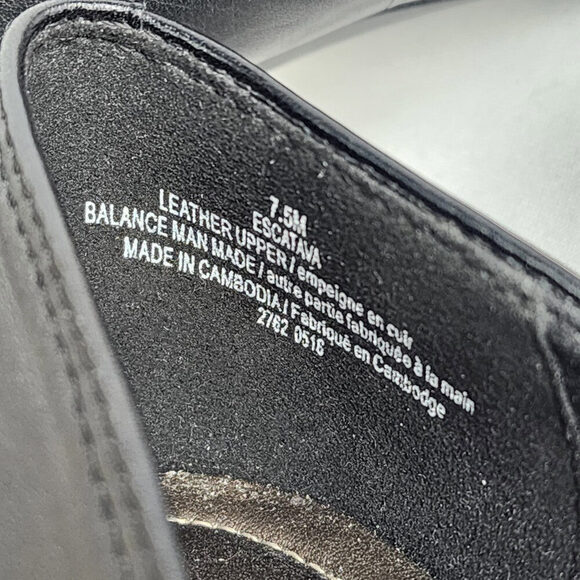 7.5M
ESCATAVA
LEATHER UPPER / empeigne en cuir
BALANCE MAN MADE / autre partie fabriquée à la main
MADE IN CAMBODIA / Fabriqué en Cambodge
2762 0518